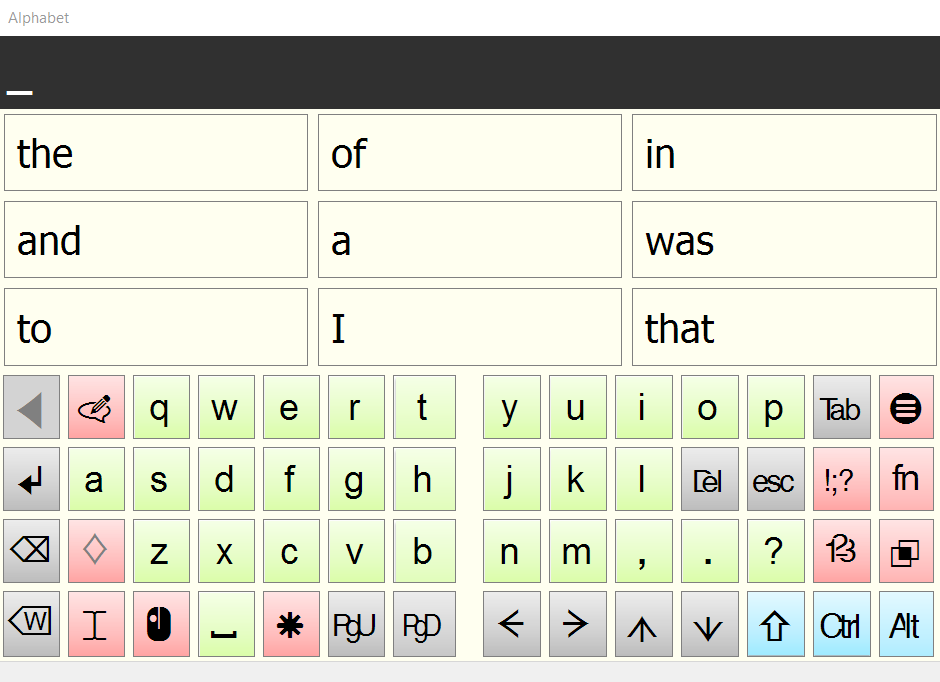 Alphabet
the of in
and a was
to I that
q w e r t y u i o p Tab
a s d f g h j k l Del esc !;? fn
z x c v b n m , . ? 123
W PgU PgD Ctrl Alt